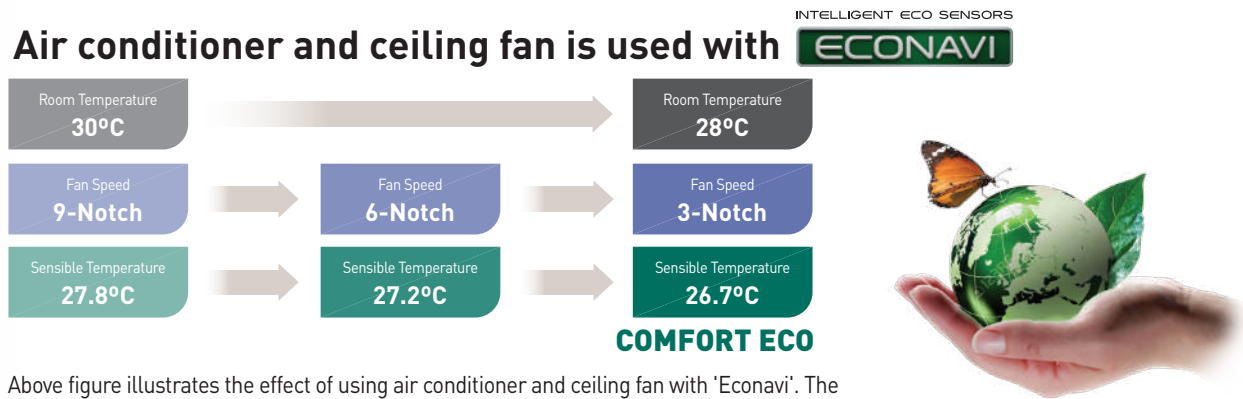 INTELLIGENT ECO SENSORS
Air conditioner and ceiling fan is used with ECONAVI
Room Temperature
30ºC
Room Temperature
28ºC
Fan Speed
9-Notch
Fan Speed
6-Notch
Fan Speed
3-Notch
Sensible Temperature
27.8ºC
Sensible Temperature
27.2ºC
Sensible Temperature
26.7ºC
COMFORT ECO
Above figure illustrates the effect of using air conditioner and ceiling fan with 'Econavi'. The